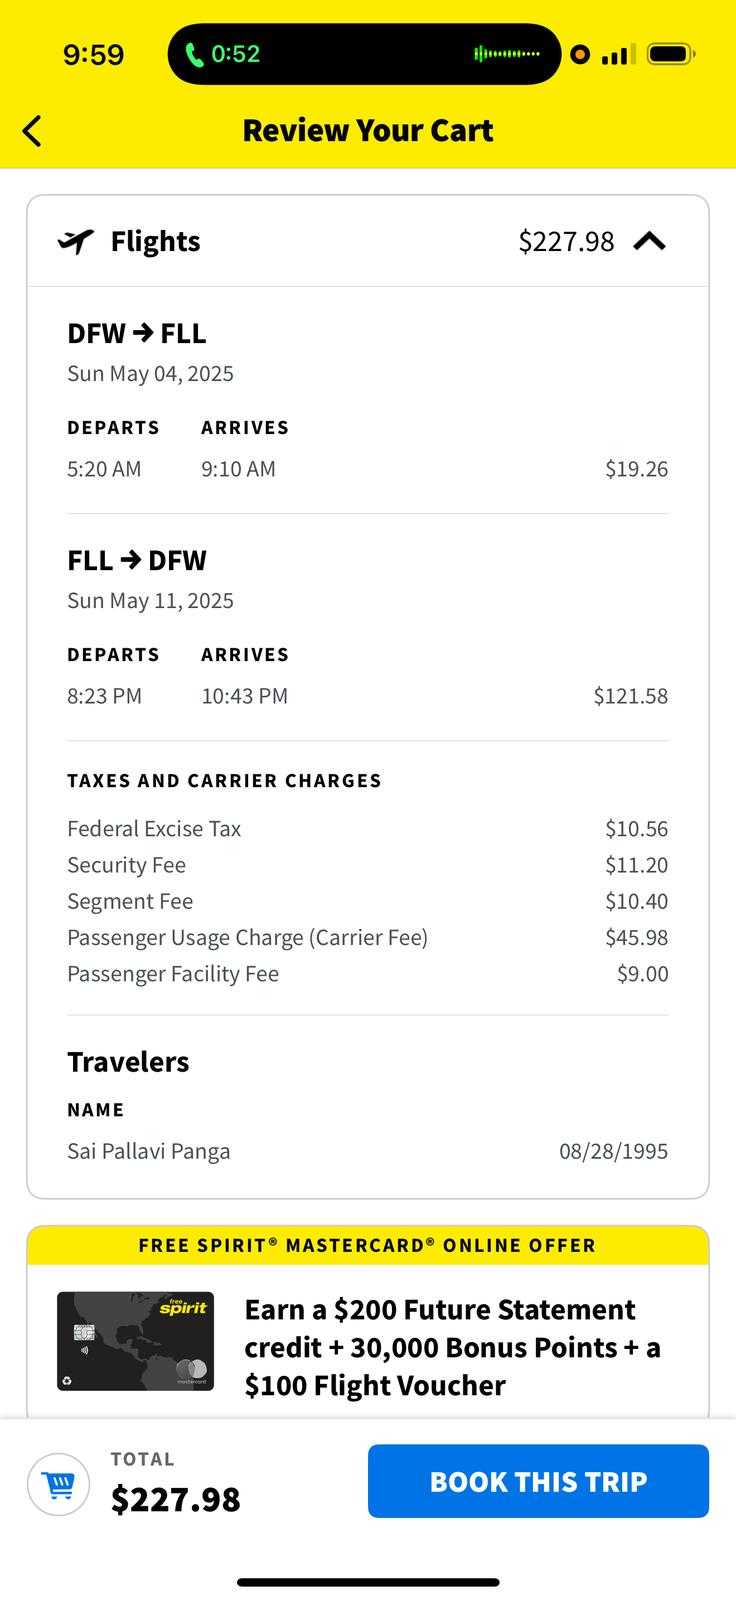 9:59 0:52
Review Your Cart
Flights $227.98
DFW → FLL
Sun May 04, 2025
DEPARTS ARRIVES
5:20 AM 9:10 AM $19.26
FLL → DFW
Sun May 11, 2025
DEPARTS ARRIVES
8:23 PM 10:43 PM $121.58
TAXES AND CARRIER CHARGES
Federal Excise Tax $10.56
Security Fee $11.20
Segment Fee $10.40
Passenger Usage Charge (Carrier Fee) $45.98
Passenger Facility Fee $9.00
Travelers
NAME
Sai Pallavi Panga 08/28/1995
FREE SPIRIT® MASTERCARD® ONLINE OFFER
free
spirit
mastercard
Earn a $200 Future Statement
credit + 30,000 Bonus Points + a
$100 Flight Voucher
TOTAL
$227.98
BOOK THIS TRIP